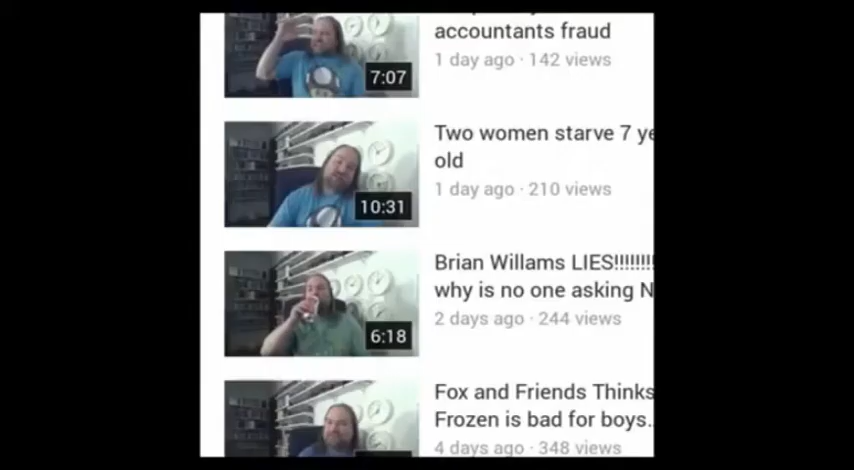 accountants fraud
1 day ago · 142 views
7:07
Two women starve 7 ye
old
1 day ago · 210 views
10:31
Brian Willams LIES!!!!!!!!
why is no one asking N
2 days ago · 244 views
6:18
Fox and Friends Thinks
Frozen is bad for boys..
4 days ago · 348 views